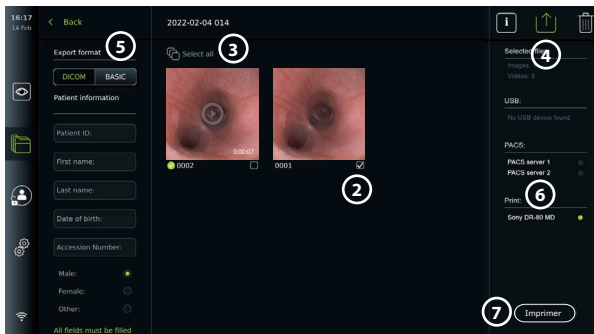 16:17
14 Feb
Back
2022-02-04 014
i
Export format
5
DICOM
BASIC
Patient information
Patient ID:
First name:
Last name:
Date of birth:
Accession Number:
Male:
Female:
Other:
All fields must be filled
Select all
3
0:00:07
0002
0001
2
4
Selected files
Images:
Videos: 0
USB:
No USB device found
PACS:
PACS server 1
PACS server 2
6
Print:
Sony DR-80 MD
7
Imprimer